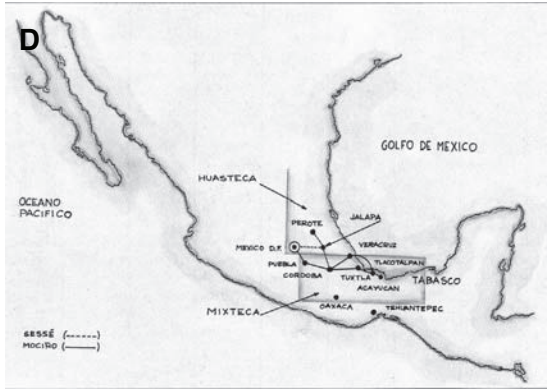 D
GOLFO DE MEXICO
HUASTECA
OCEANO
PACIFICO
JALAPA
PEROTE
MEXICO D.F.
VERACRUZ
PUEBLA
TLACOTALPAN
CORDOBA
TUXTLA
TABASCO
ACAYUCAN
MIXTECA
OAXACA
TEHUANTEPEC
SESSÉ (-----)
MOCIÑO (———)